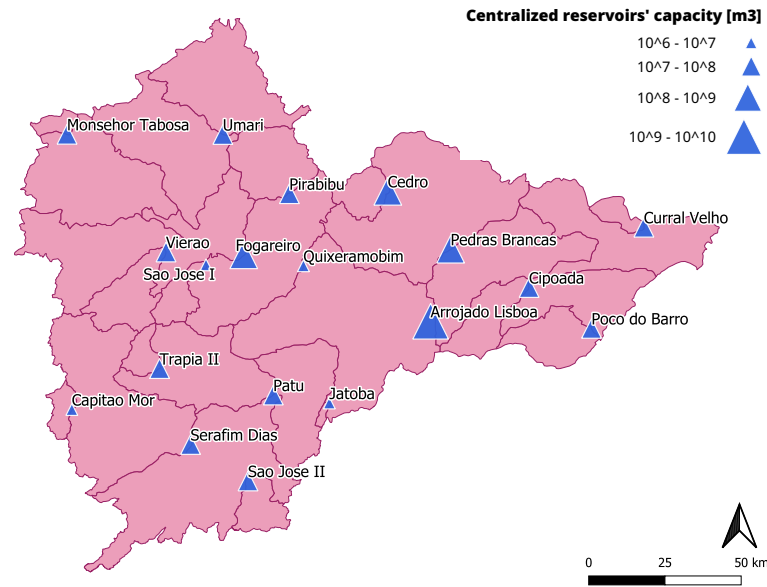 Centralized reservoirs' capacity [m3]
10^6 - 10^7
10^7 - 10^8
10^8 - 10^9
10^9 - 10^10
Monsehor Tabosa
Umari
Pirabibu
Cedro
Curral Velho
Vierao
Fogareiro
Pedras Brancas
Quixeramobim
Sao Jose I
Cipoada
Arrojado Lisboa
Poco do Barro
Trapia II
Patu
Jatoba
Capitao Mor
Serafim Dias
Sao Jose II
0 25 50 km